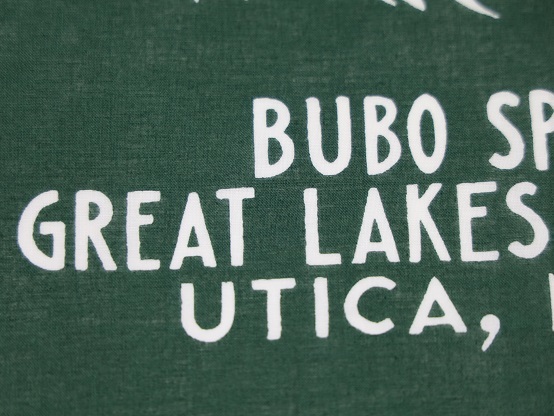 BUBO SP
GREAT LAKES
UTICA,